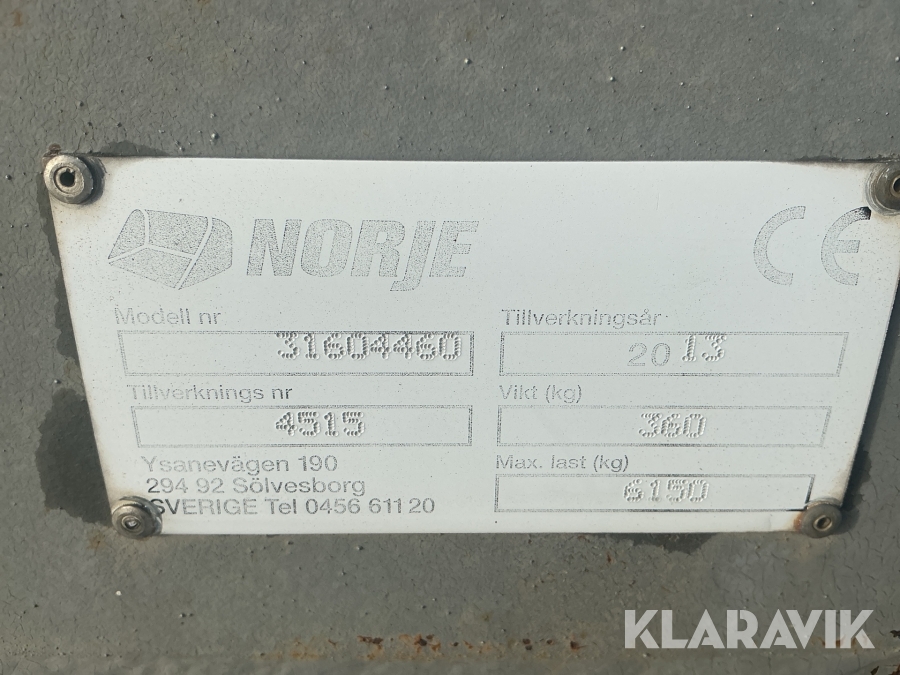 NORJE CE
Modell nr
31604460
Tillverkningsår
2013
Tillverknings nr
4515
Vikt (kg)
360
Ysanevägen 190
294 92 Sölvesborg
SVERIGE Tel 0456 611 20
Max. last (kg)
6150
KLARAVIK